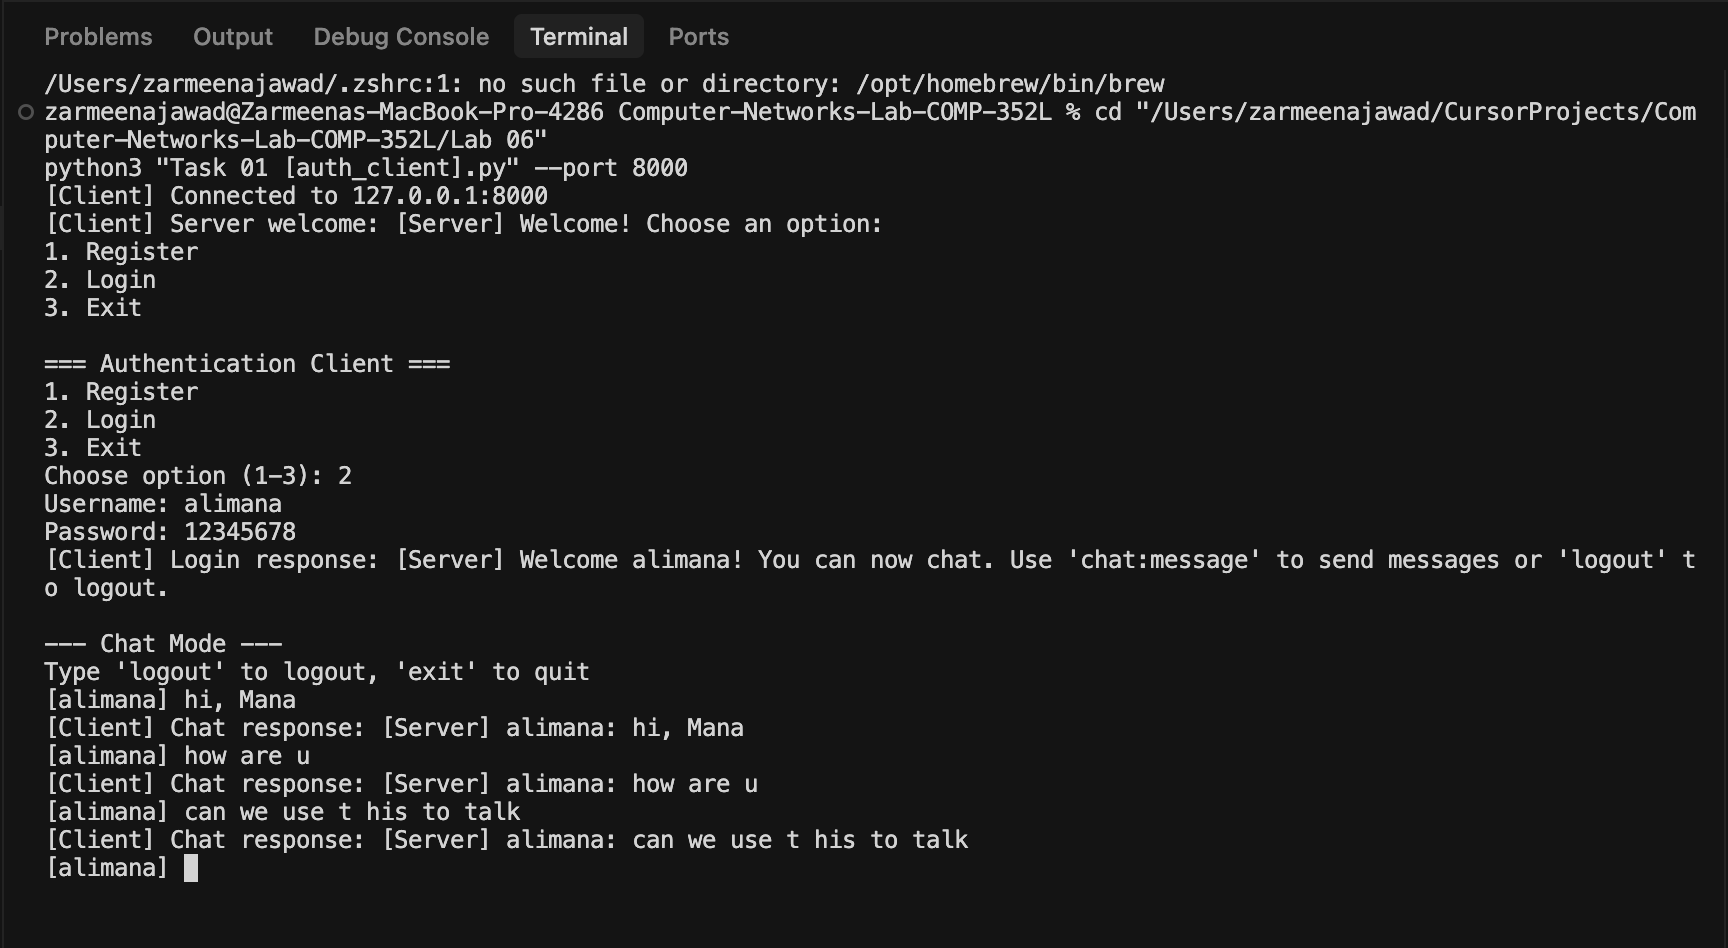 Problems Output Debug Console Terminal Ports
/Users/zarmeenajawad/.zshrc:1: no such file or directory: /opt/homebrew/bin/brew
zarmeenajawad@Zarmeenas-MacBook-Pro-4286 Computer-Networks-Lab-COMP-352L % cd "/Users/zarmeenajawad/CursorProjects/Com
puter-Networks-Lab-COMP-352L/Lab 06"
python3 "Task 01 [auth_client].py" --port 8000
[Client] Connected to 127.0.0.1:8000
[Client] Server welcome: [Server] Welcome! Choose an option:
1. Register
2. Login
3. Exit
=== Authentication Client ===
1. Register
2. Login
3. Exit
Choose option (1-3): 2
Username: alimana
Password: 12345678
[Client] Login response: [Server] Welcome alimana! You can now chat. Use 'chat:message' to send messages or 'logout' t
o logout.
--- Chat Mode ---
Type 'logout' to logout, 'exit' to quit
[alimana] hi, Mana
[Client] Chat response: [Server] alimana: hi, Mana
[alimana] how are u
[Client] Chat response: [Server] alimana: how are u
[alimana] can we use t his to talk
[Client] Chat response: [Server] alimana: can we use t his to talk
[alimana]